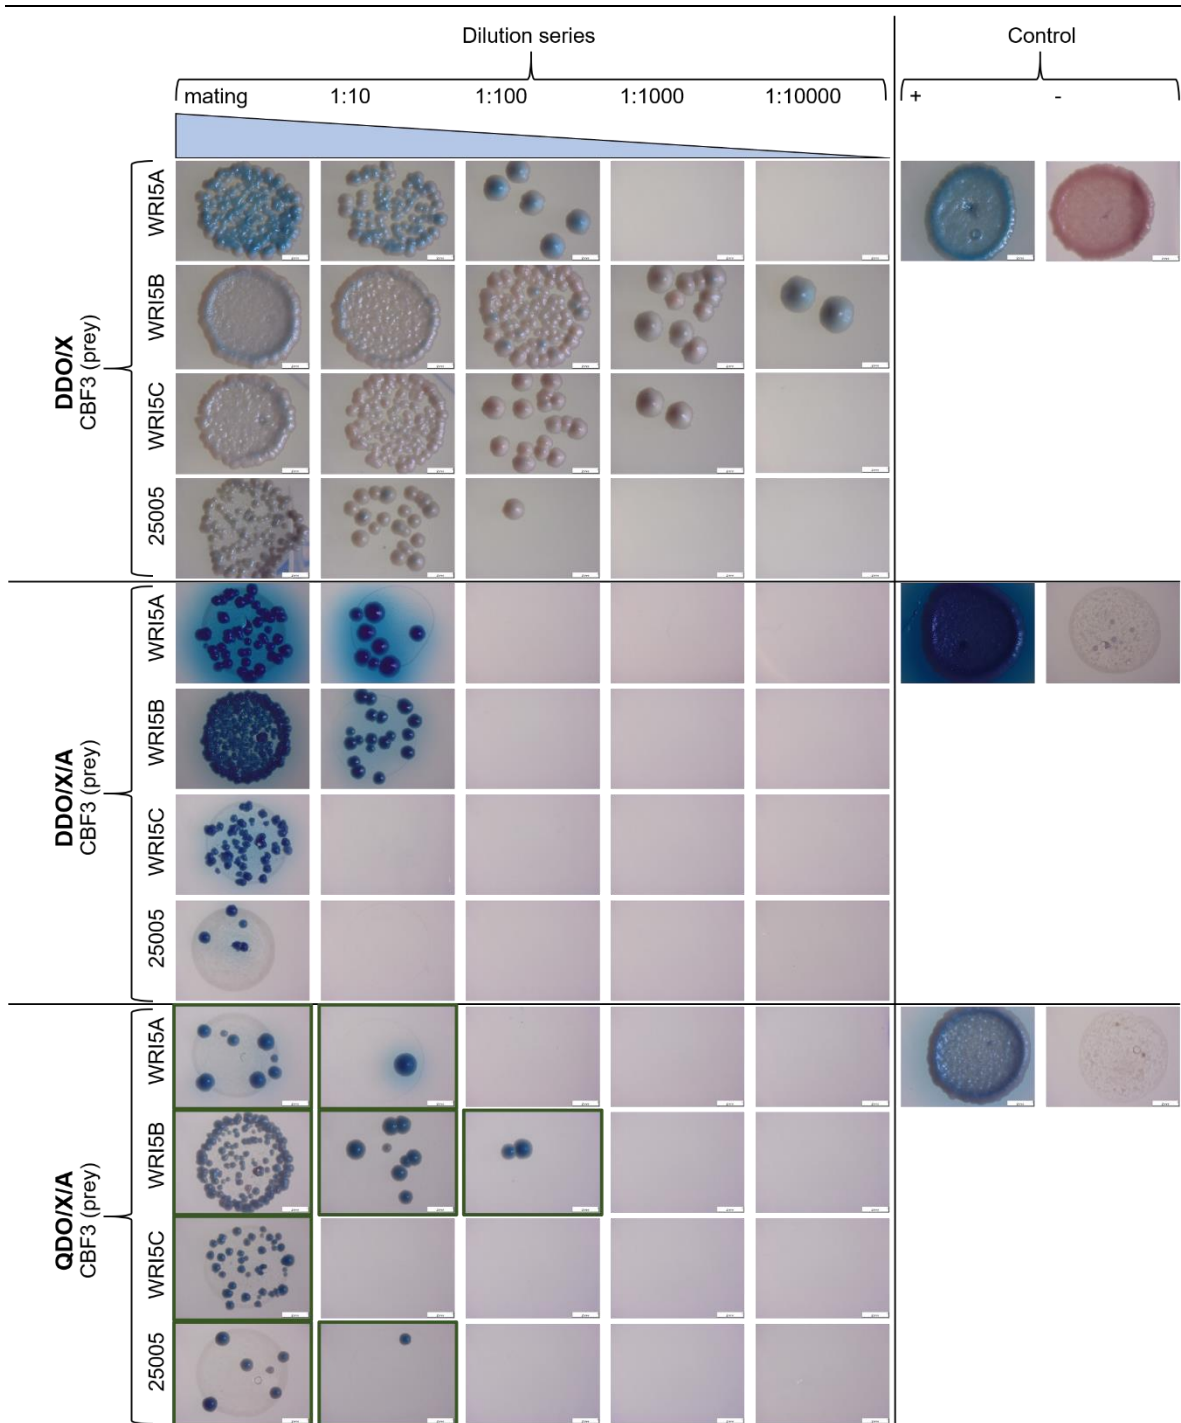 Dilution series Control
mating 1:10 1:100 1:1000 1:10000 + -
DDO/X
CBF3 (prey)
WRI5A
WRI5B
WRI5C
25005
DDO/X/A
CBF3 (prey)
WRI5A
WRI5B
WRI5C
25005
QDO/X/A
CBF3 (prey)
WRI5A
WRI5B
WRI5C
25005